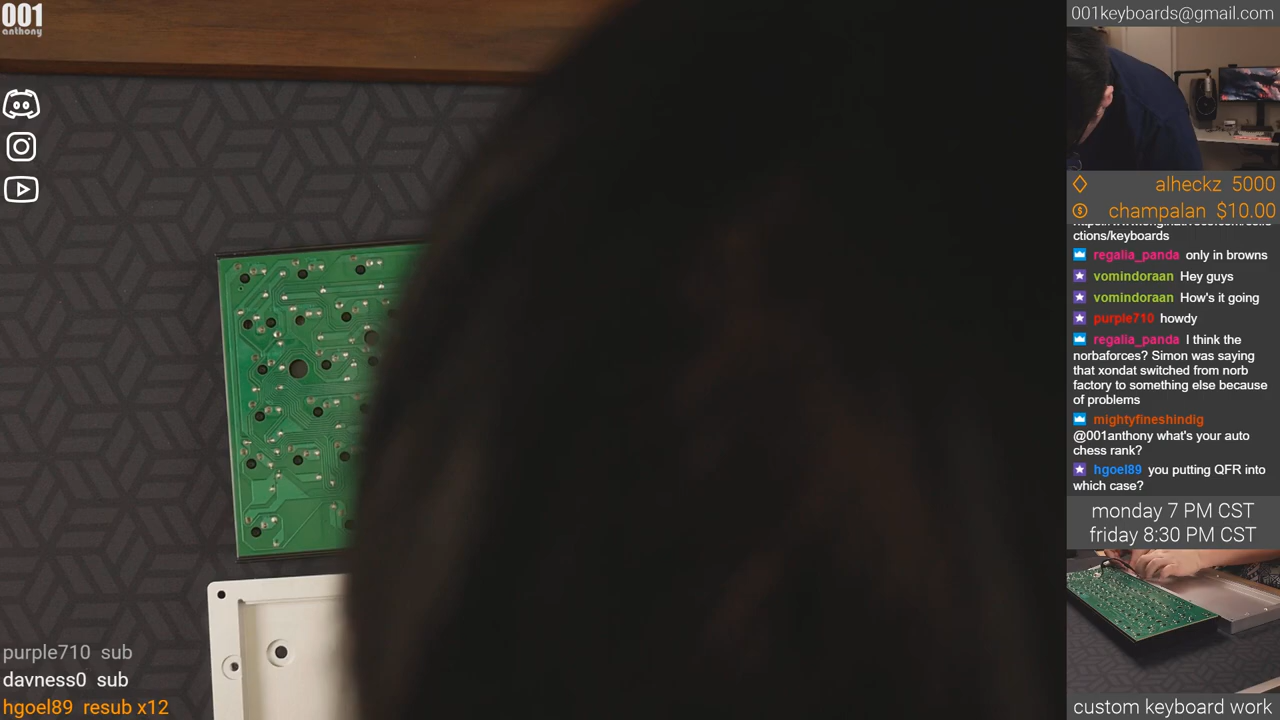 001
anthony
001keyboards@gmail.com
alheckz 5000
champalan $10.00
ctions/keyboards
regalia_panda only in browns
vomindoraan Hey guys
vomindoraan How's it going
purple710 howdy
regalia_panda I think the
norbaforces? Simon was saying
that xondat switched from norb
factory to something else because
of problems
mightyfineshindig
@001anthony what's your auto
chess rank?
hgoel89 you putting QFR into
which case?
monday 7 PM CST
friday 8:30 PM CST
custom keyboard work
purple710 sub
davness0 sub
hgoel89 resub x12